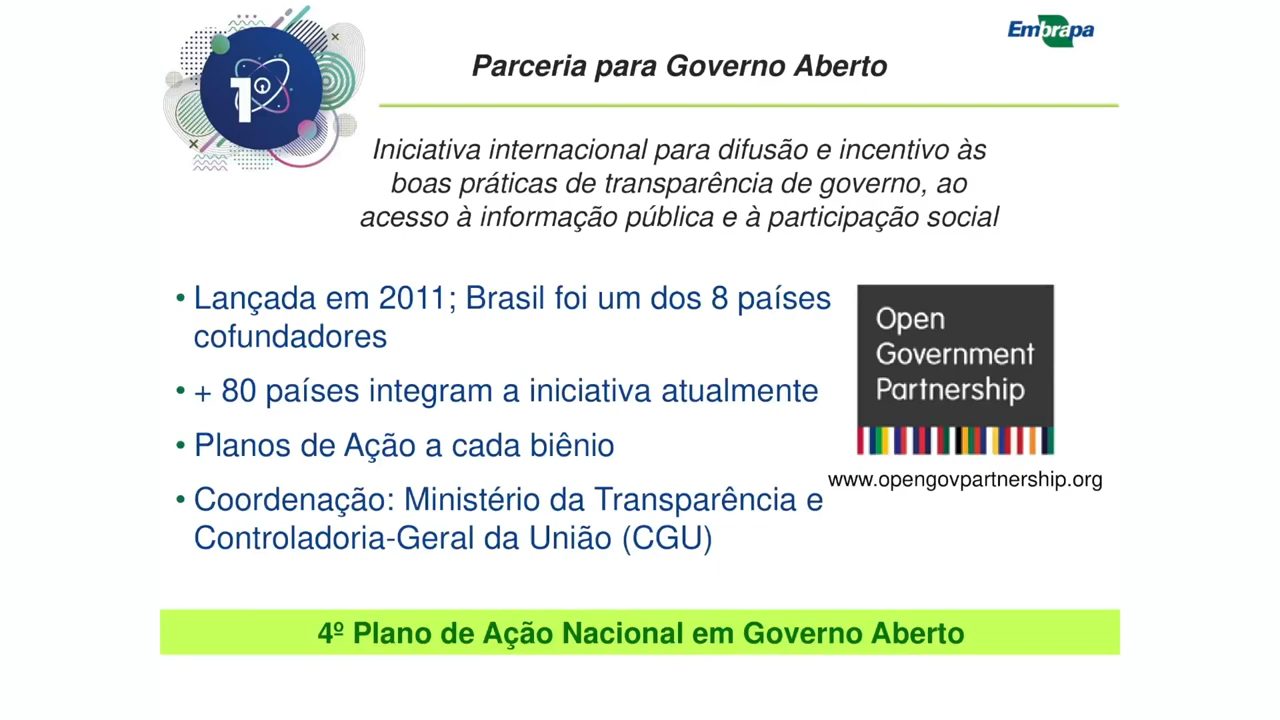 Embrapa
1º
Parceria para Governo Aberto
Iniciativa internacional para difusão e incentivo às
boas práticas de transparência de governo, ao
acesso à informação pública e à participação social
• Lançada em 2011; Brasil foi um dos 8 países
cofundadores
• + 80 países integram a iniciativa atualmente
• Planos de Ação a cada biênio
• Coordenação: Ministério da Transparência e
Controladoria-Geral da União (CGU)
Open
Government
Partnership
www.opengovpartnership.org
4º Plano de Ação Nacional em Governo Aberto